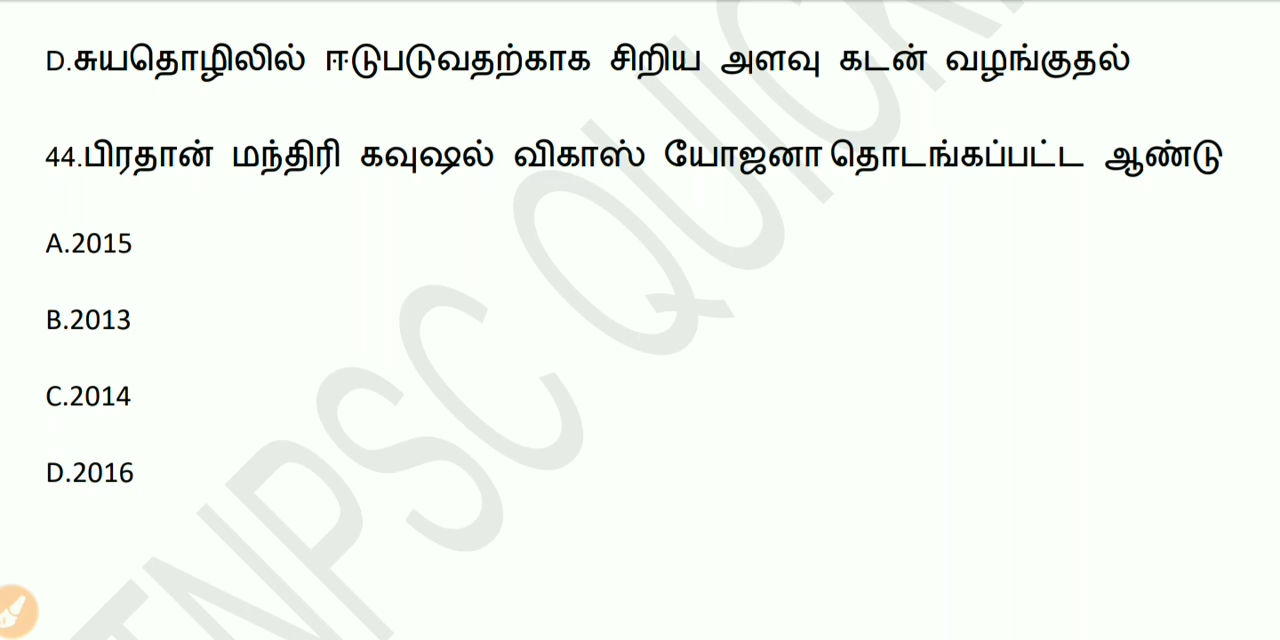 D.சுயதொழிலில் ஈடுபடுவதற்காக சிறிய அளவு கடன் வழங்குதல்
44.பிரதான் மந்திரி கவுஷல் விகாஸ் யோஜனா தொடங்கப்பட்ட ஆண்டு
A.2015
B.2013
C.2014
D.2016
TNPSC QUICK